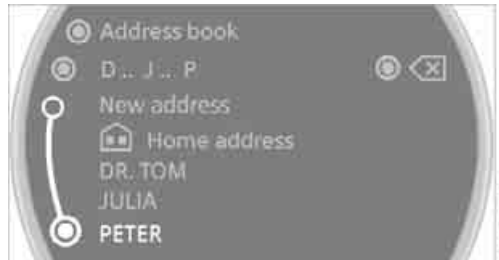 Address book
D .. J .. P
New address
Home address
DR. TOM
JULIA
PETER